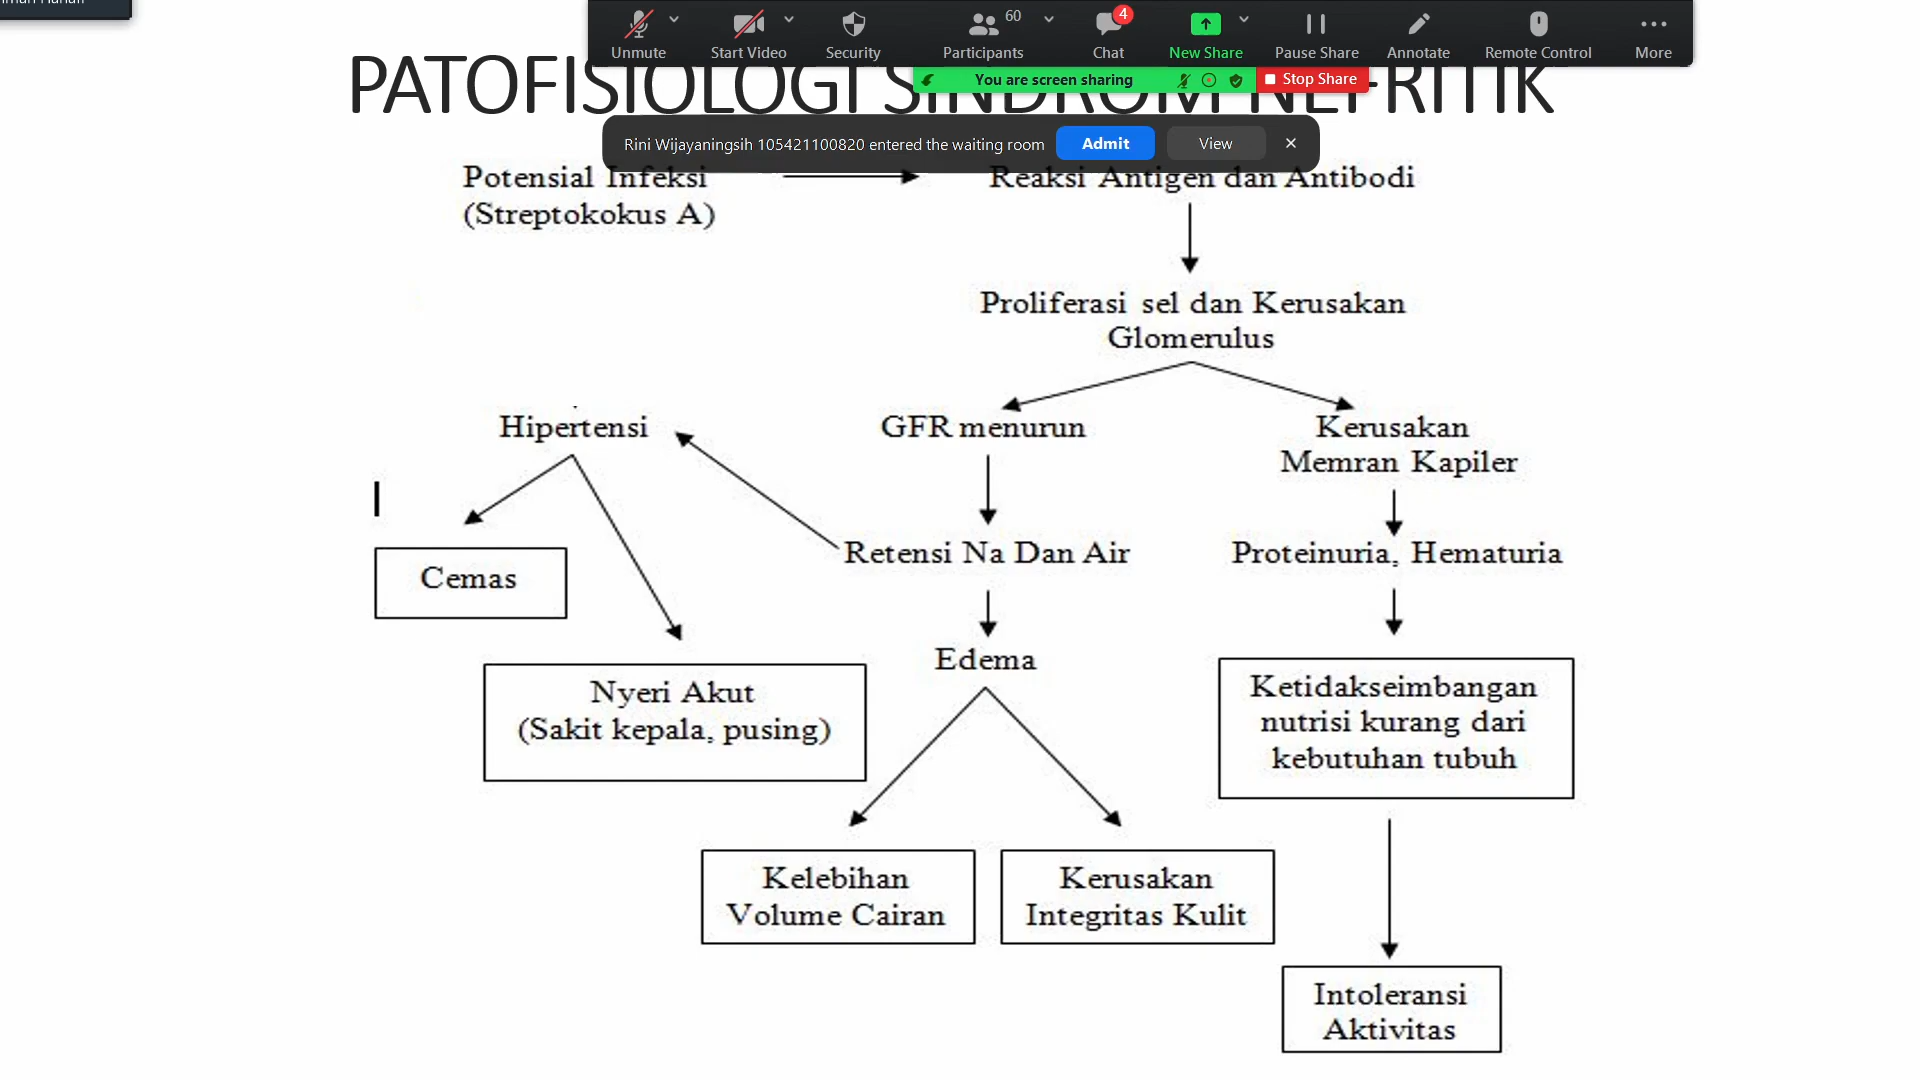 Unmute
Start Video
Security
60
Participants
4
Chat
New Share
Pause Share
Annotate
Remote Control
More
You are screen sharing
Stop Share
PATOFISIOLOGI SINDROM NEFRITIK
Rini Wijayaningsih 105421100820 entered the waiting room
Admit
View
Potensial Infeksi
(Streptokokus A)
Reaksi Antigen dan Antibodi
Proliferasi sel dan Kerusakan
Glomerulus
Hipertensi
GFR menurun
Kerusakan
Memran Kapiler
Cemas
Retensi Na Dan Air
Proteinuria, Hematuria
Nyeri Akut
(Sakit kepala, pusing)
Edema
Ketidakseimbangan
nutrisi kurang dari
kebutuhan tubuh
Kelebihan
Volume Cairan
Kerusakan
Integritas Kulit
Intoleransi
Aktivitas